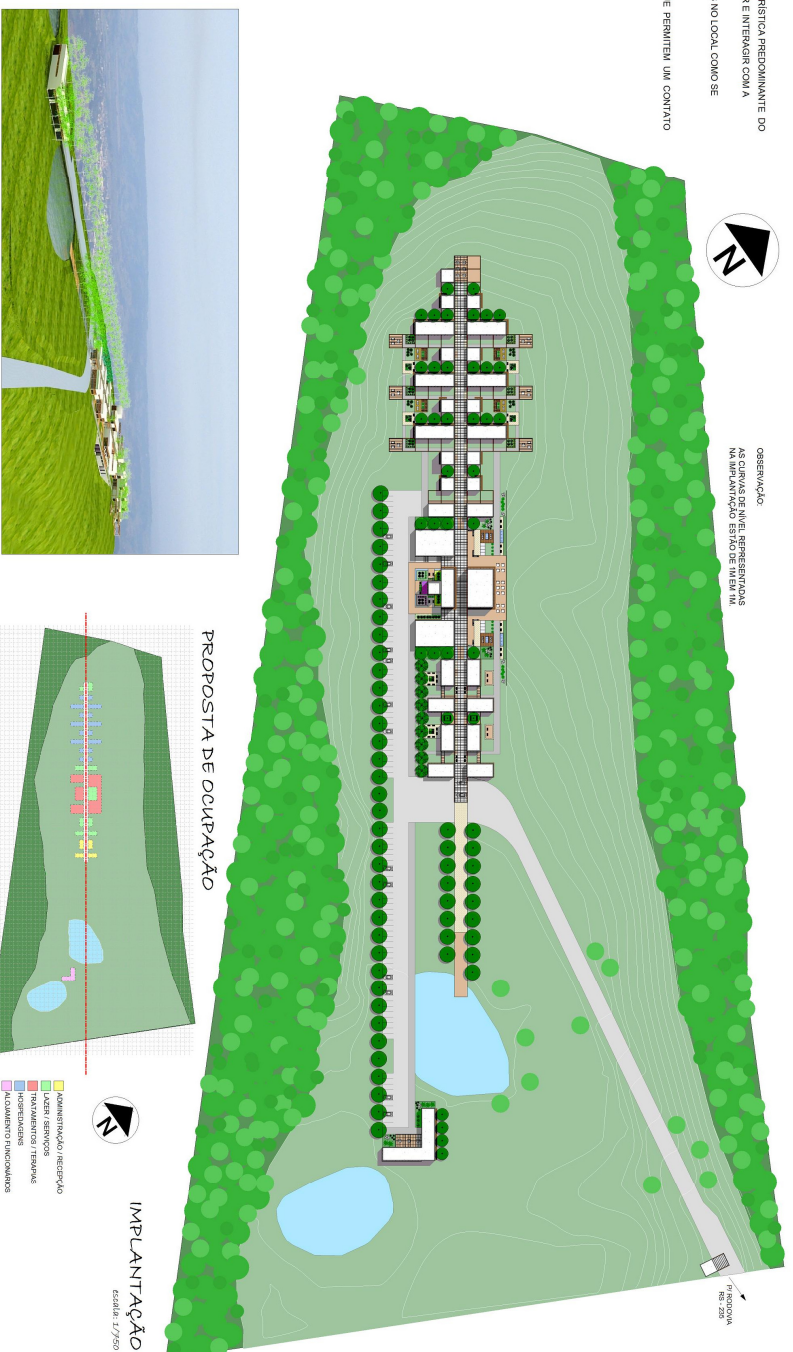 RÍSTICA PREDOMINANTE DO
R E INTERAGIR COM A
NO LOCAL COMO SE
E PERMITEM UM CONTATO
N
OBSERVAÇÃO:
AS CURVAS DE NÍVEL REPRESENTADAS
NA IMPLANTAÇÃO ESTÃO DE 1M EM 1M.
P/ RODOVIA
RS - 235
PROPOSTA DE OCUPAÇÃO
N
ADMINISTRAÇÃO / RECEPÇÃO
LAZER / SERVIÇOS
TRATAMENTOS / TERAPIAS
HOSPEDAGENS
ALOJAMENTO FUNCIONÁRIOS
IMPLANTAÇÃO
escala: 1/750